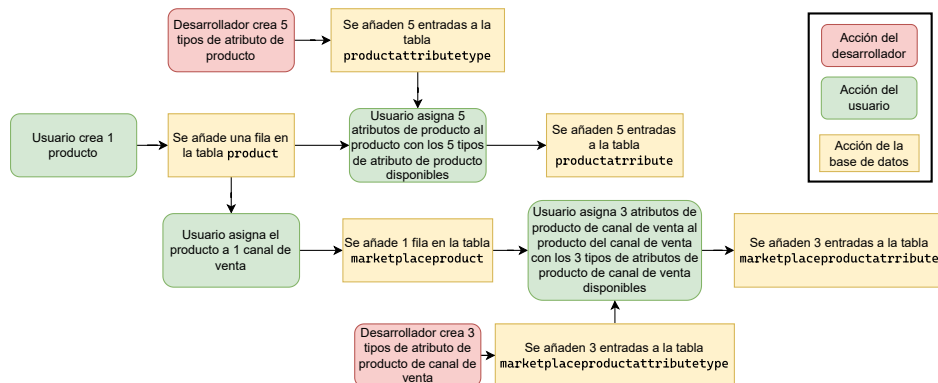 Desarrollador crea 5
tipos de atributo de
producto
Se añaden 5 entradas a la
tabla
productattributetype
Acción del
desarrollador
Acción del
usuario
Acción de la
base de datos
Usuario crea 1
producto
Se añade una fila en
la tabla product
Usuario asigna 5
atributos de producto al
producto con los 5 tipos
de atributo de producto
disponibles
Se añaden 5 entradas
a la tabla
productatrribute
Usuario asigna el
producto a 1 canal de
venta
Se añade 1 fila en la tabla
marketplaceproduct
Usuario asigna 3 atributos de
producto de canal de venta al
producto del canal de venta
con los 3 tipos de atributos de
producto de canal de venta
disponibles
Se añaden 3 entradas a la tabla
marketplaceproductatrribute
Desarrollador crea 3
tipos de atributo de
producto de canal de
venta
Se añaden 3 entradas a la tabla
marketplaceproductattributetype